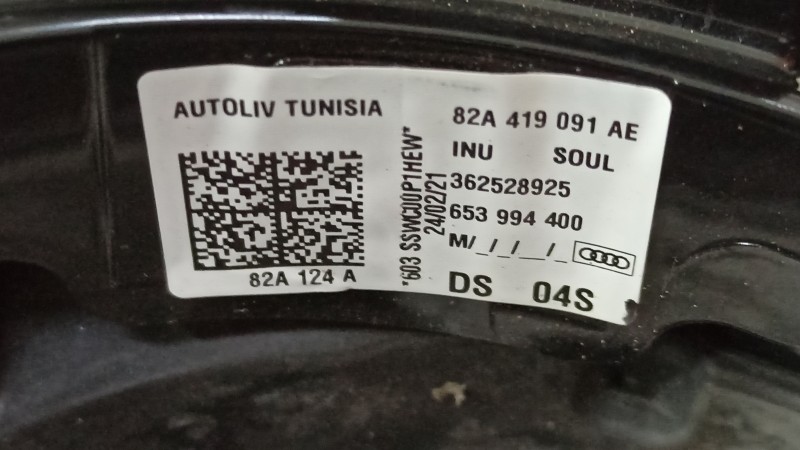 AUTOLIV TUNISIA
82A 124 A
*603 SSWC00P1HEW*
24/02/21
82A 419 091 AE
INU SOUL
362528925
653 994 400
M/_/_/__/_
DS 04S